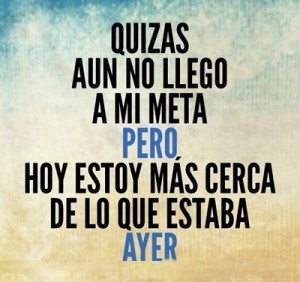 QUIZAS
AUN NO LLEGO
A MI META
PERO
HOY ESTOY MÁS CERCA
DE LO QUE ESTABA
AYER